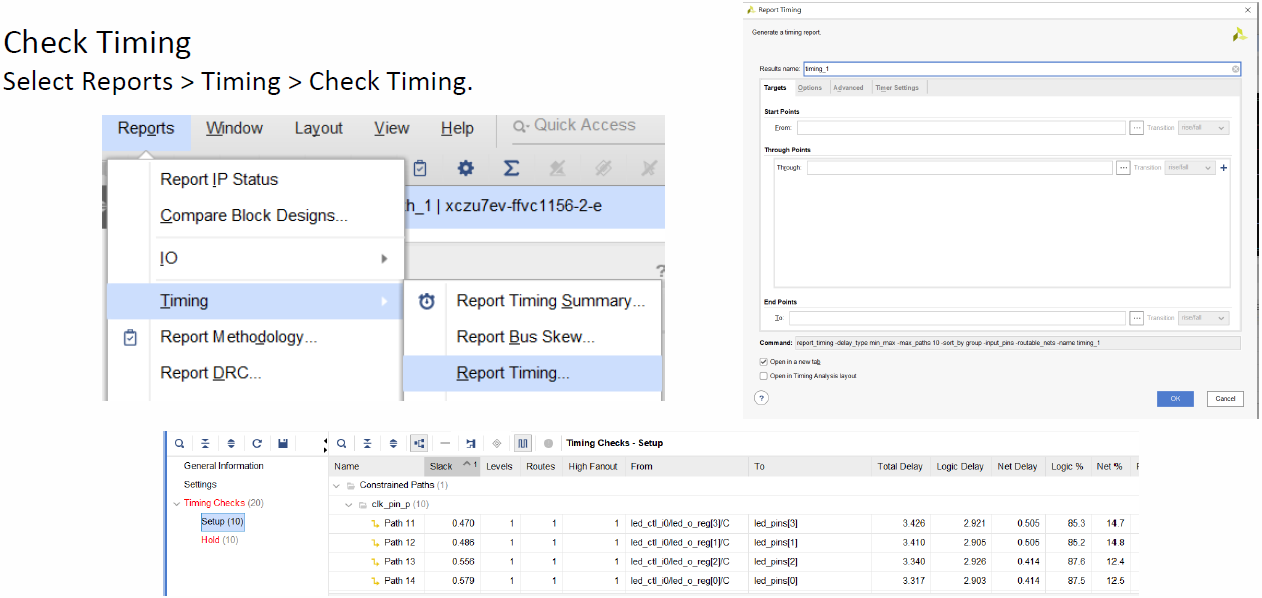 Check Timing
Select Reports > Timing > Check Timing.
Reports Window Layout View Help Quick Access
Report IP Status
Compare Block Designs...
h_1 | xczu7ev-ffvc1156-2-e
IO
?
Timing
Report Methodology...
Report DRC...
Report Timing Summary...
Report Bus Skew...
Report Timing...
Report Timing
Generate a timing report.
Results name: timing_1
Targets Options Advanced Timer Settings
Start Points
From: ... Transition rise/fall
Through Points
Through: ... Transition rise/fall +
End Points
To ... Transition rise/fall
Command: report_timing -delay_type min_max -max_paths 10 -sort_by group -input_pins -routable_nets -name timing_1
Open in a new tab
Open in Timing Analysis layout
? OK Cancel
Timing Checks - Setup
General Information
Settings
Timing Checks (20)
Setup (10)
Hold (10)
Name Slack ^ 1 Levels Routes High Fanout From To Total Delay Logic Delay Net Delay Logic % Net %
Constrained Paths (1)
clk_pin_p (10)
Path 11 0.470 1 1 1 led_ctl_i0/led_o_reg[3]/C led_pins[3] 3.426 2.921 0.505 85.3 14.7
Path 12 0.486 1 1 1 led_ctl_i0/led_o_reg[1]/C led_pins[1] 3.410 2.905 0.505 85.2 14.8
Path 13 0.556 1 1 1 led_ctl_i0/led_o_reg[2]/C led_pins[2] 3.340 2.926 0.414 87.6 12.4
Path 14 0.579 1 1 1 led_ctl_i0/led_o_reg[0]/C led_pins[0] 3.317 2.903 0.414 87.5 12.5